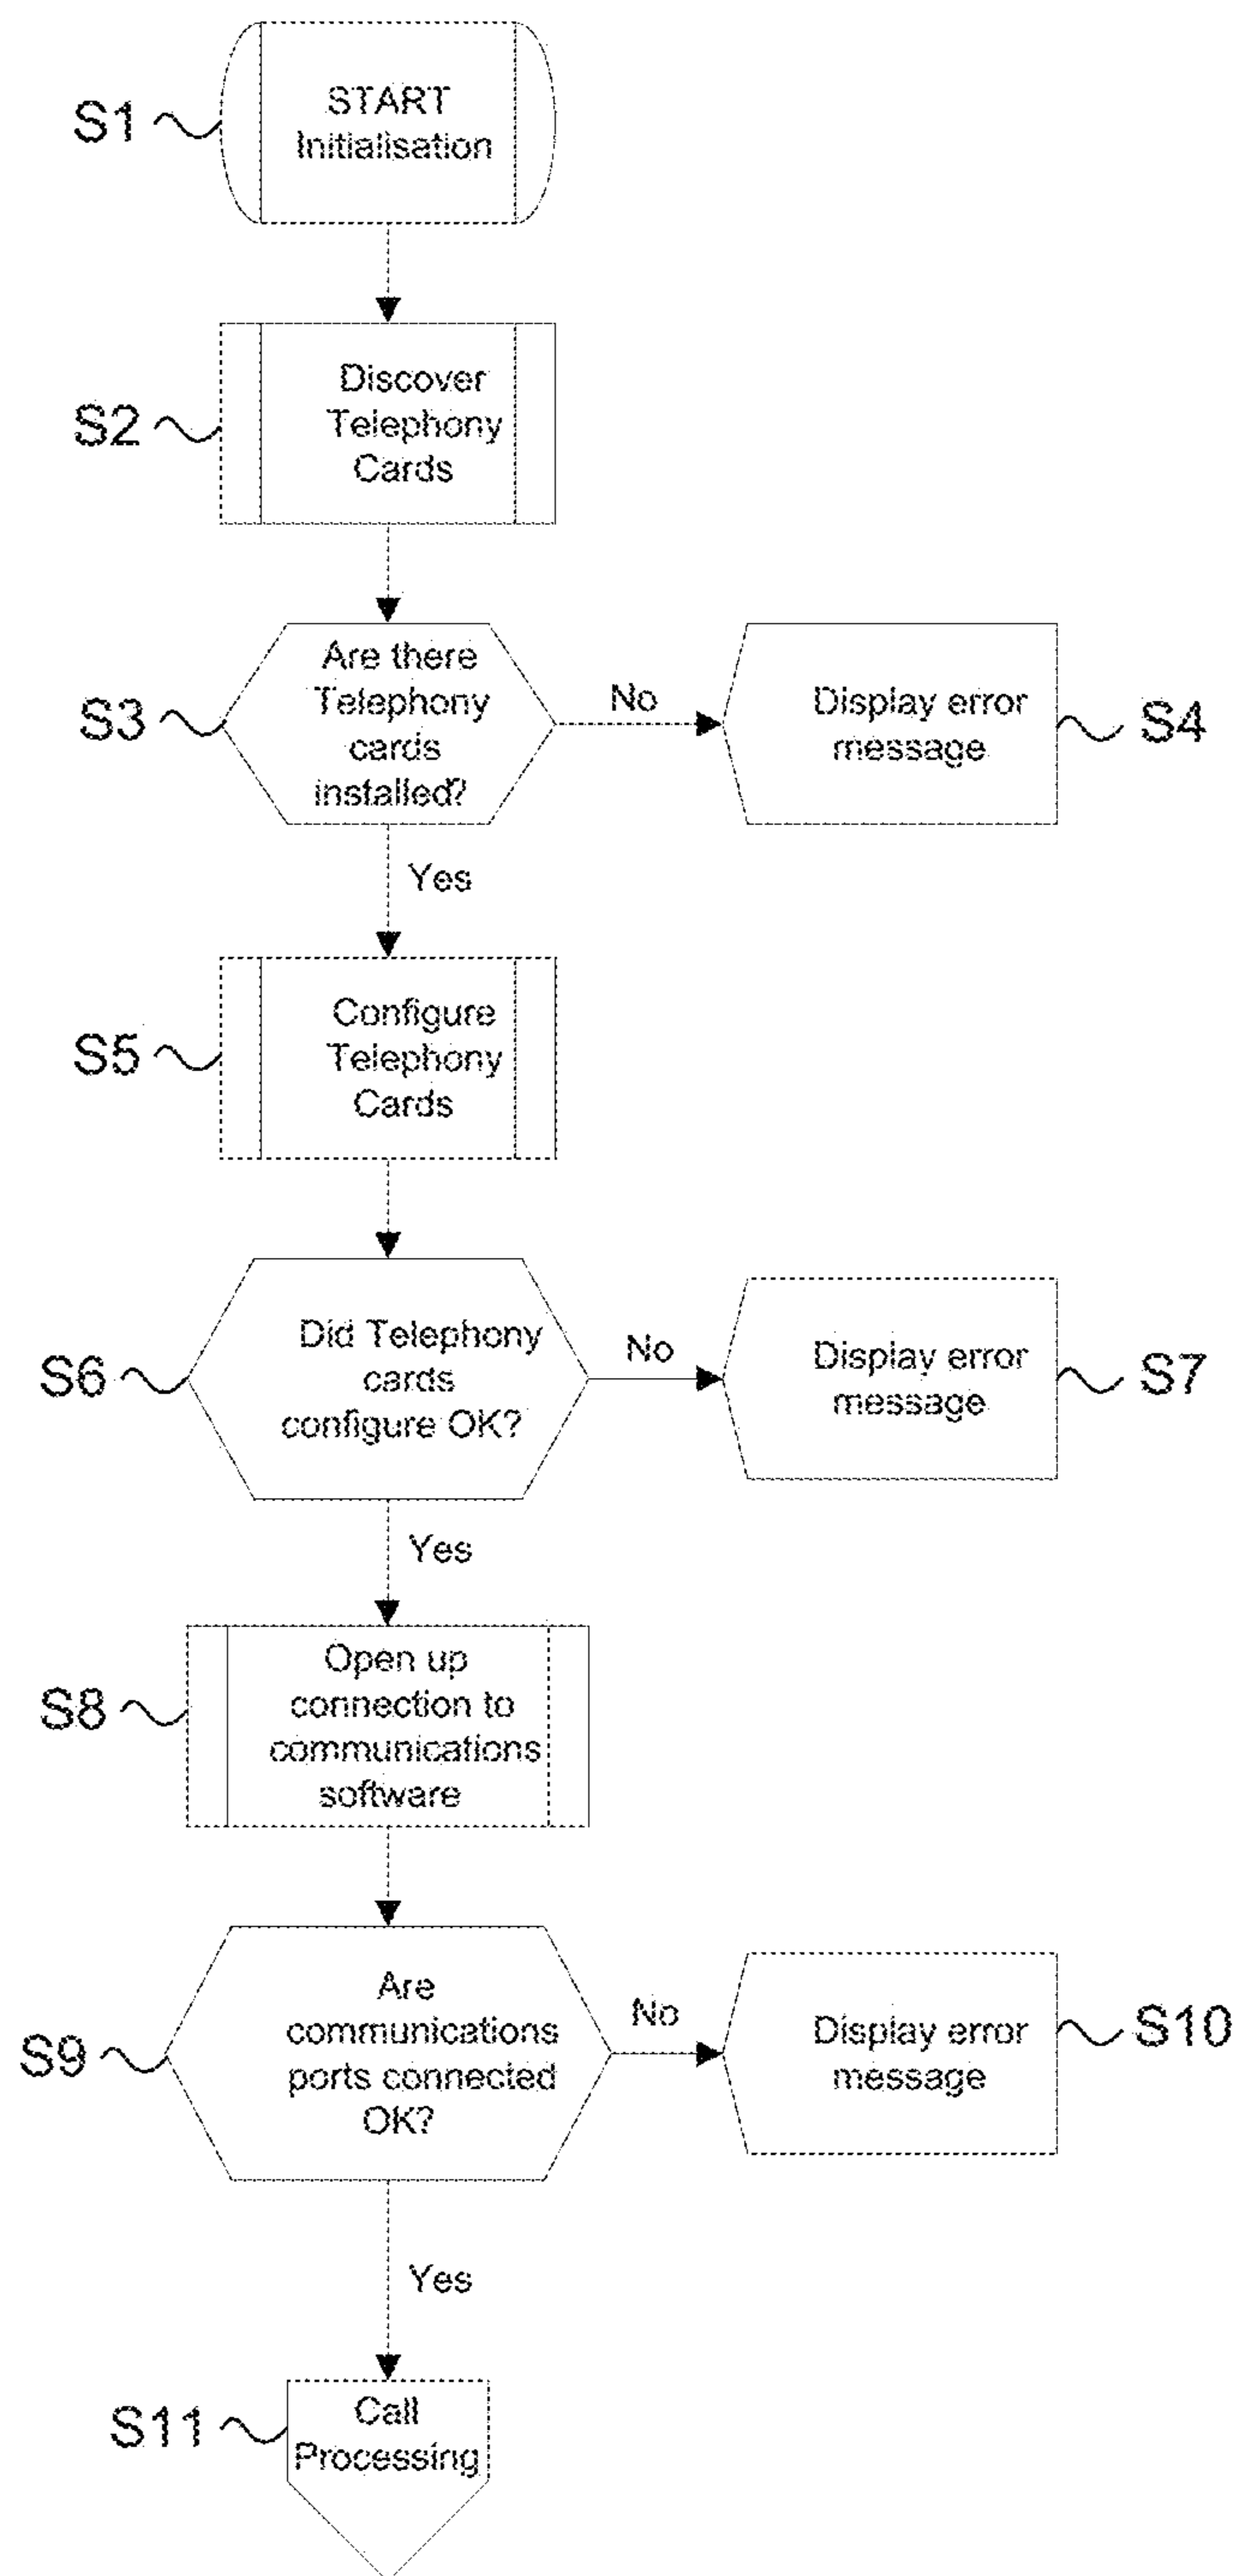 S1
START
Initialisation
S2
Discover
Telephony
Cards
S3
Are there
Telephony
cards
installed?
No
Display error
message
S4
Yes
S5
Configure
Telephony
Cards
S6
Did Telephony
cards
configure OK?
No
Display error
message
S7
Yes
S8
Open up
connection to
communications
software
S9
Are
communications
ports connected
OK?
No
Display error
message
S10
Yes
S11
Call
Processing